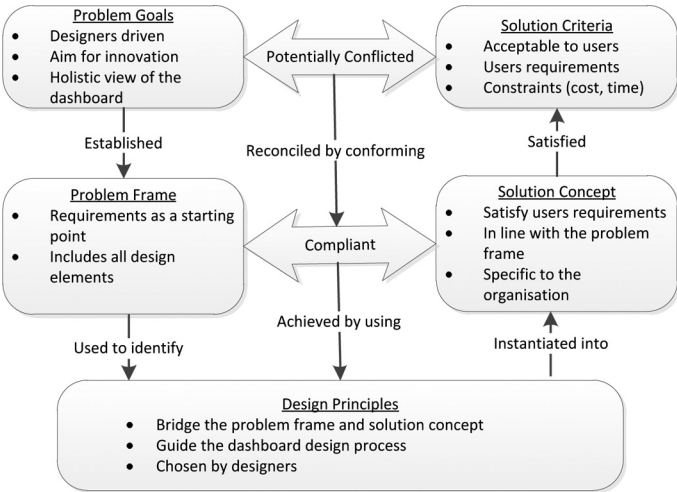 Problem Goals
• Designers driven
• Aim for innovation
• Holistic view of the
dashboard
Potentially Conflicted
Solution Criteria
• Acceptable to users
• Users requirements
• Constraints (cost, time)
Established
Reconciled by conforming
Satisfied
Problem Frame
• Requirements as a starting
point
• Includes all design
elements
Compliant
Solution Concept
• Satisfy users requirements
• In line with the problem
frame
• Specific to the
organisation
Used to identify
Achieved by using
Instantiated into
Design Principles
• Bridge the problem frame and solution concept
• Guide the dashboard design process
• Chosen by designers